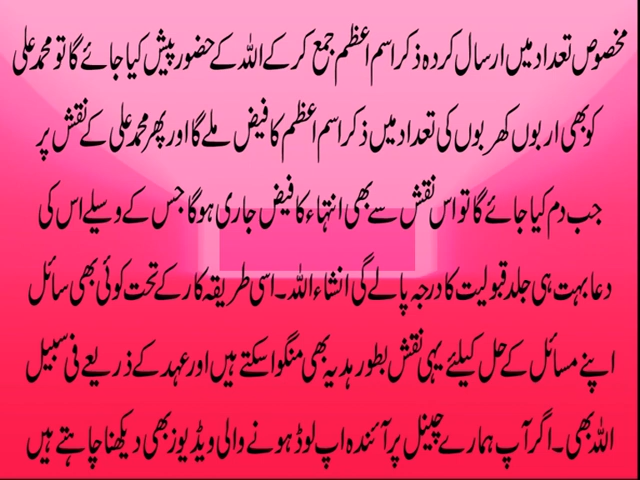 مخصوص تعداد میں ارسال کردہ ذکر اسم اعظم جمع کر کے اللہ کے حضور پیش کیا جائے گا تو محمد علی
کو بھی اربوں کھربوں کی تعداد میں ذکر اسم اعظم کا فیض ملے گا اور پھر محمد علی کے نقش پر
جب دم کیا جائے گا تو اس نقش سے بھی انتہاء کا فیض جاری ہوگا جس کے وسیلے اس کی
دعا بہت ہی جلد قبولیت کا درجہ پالے گی انشاء اللہ۔ اسی طریقہ کار کے تحت کوئی بھی سائل
اپنے مسائل کے حل کیلئے یہی نقش بطور ہدیہ بھی منگوا سکتے ہیں اور عہد کے ذریعے فی سبیل
اللہ بھی۔ اگر آپ ہمارے چینل پر آئندہ اپ لوڈ ہونے والی ویڈیوز بھی دیکھنا چاہتے ہیں